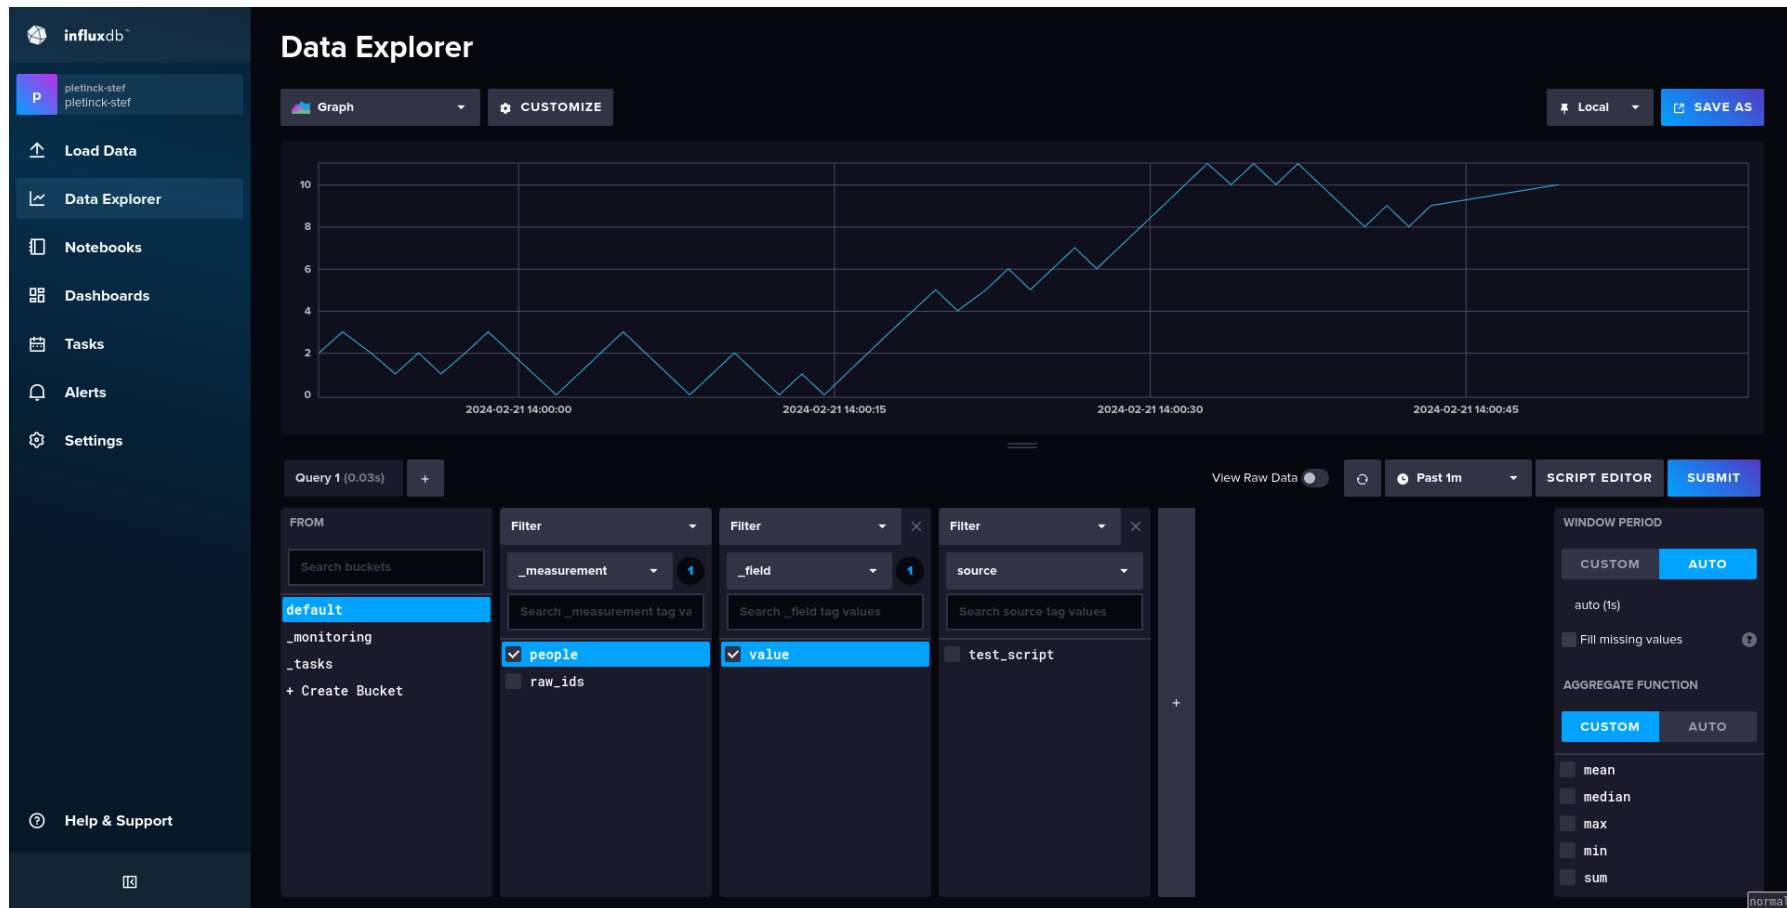 influxdb™
p
pletinck-stef
pletinck-stef
Load Data
Data Explorer
Notebooks
Dashboards
Tasks
Alerts
Settings
Help & Support
Data Explorer
Graph
CUSTOMIZE
Local
SAVE AS
10
8
6
4
2
0
2024-02-21 14:00:00
2024-02-21 14:00:15
2024-02-21 14:00:30
2024-02-21 14:00:45
Query 1 (0.03s)
+
View Raw Data
Past 1m
SCRIPT EDITOR
SUBMIT
FROM
Search buckets
default
_monitoring
_tasks
+ Create Bucket
Filter
_measurement
1
Search _measurement tag va
people
raw_ids
Filter
_field
1
Search _field tag values
value
Filter
source
Search source tag values
test_script
+
WINDOW PERIOD
CUSTOM
AUTO
auto (1s)
Fill missing values
?
AGGREGATE FUNCTION
CUSTOM
AUTO
mean
median
max
min
sum
normal